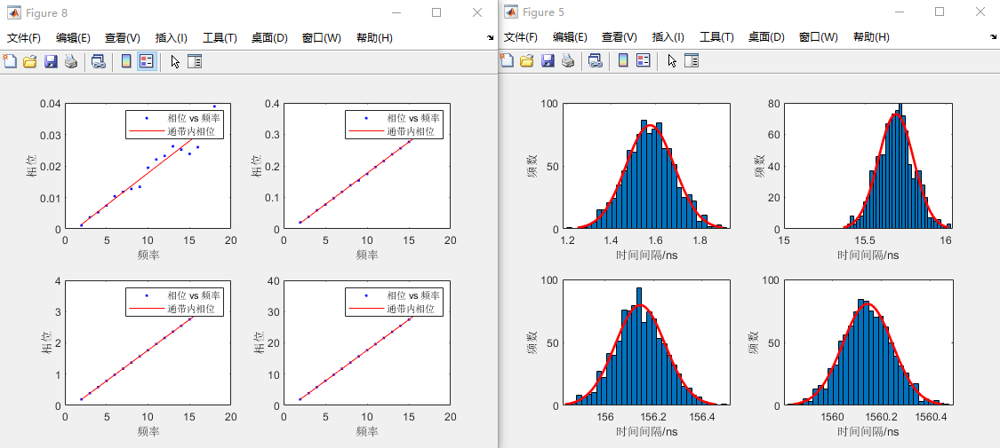 Figure 8
文件(F) 编辑(E) 查看(V) 插入(I) 工具(T) 桌面(D) 窗口(W) 帮助(H)
0.04
0.03
0.02
0.01
0
相位
相位 vs 频率
通带内相位
0 5 10 15 20
频率
0.4
0.3
0.2
0.1
0
相位
相位 vs 频率
通带内相位
0 5 10 15 20
频率
4
3
2
1
0
相位
相位 vs 频率
通带内相位
0 5 10 15 20
频率
40
30
20
10
0
相位
相位 vs 频率
通带内相位
0 5 10 15 20
频率
Figure 5
文件(F) 编辑(E) 查看(V) 插入(I) 工具(T) 桌面(D) 窗口(W) 帮助(H)
100
50
0
频数
1.2 1.4 1.6 1.8
时间间隔/ns
80
60
40
20
0
频数
15 15.5 16
时间间隔/ns
100
50
0
频数
156 156.2 156.4
时间间隔/ns
100
50
0
频数
1560 1560.2 1560.4
时间间隔/ns